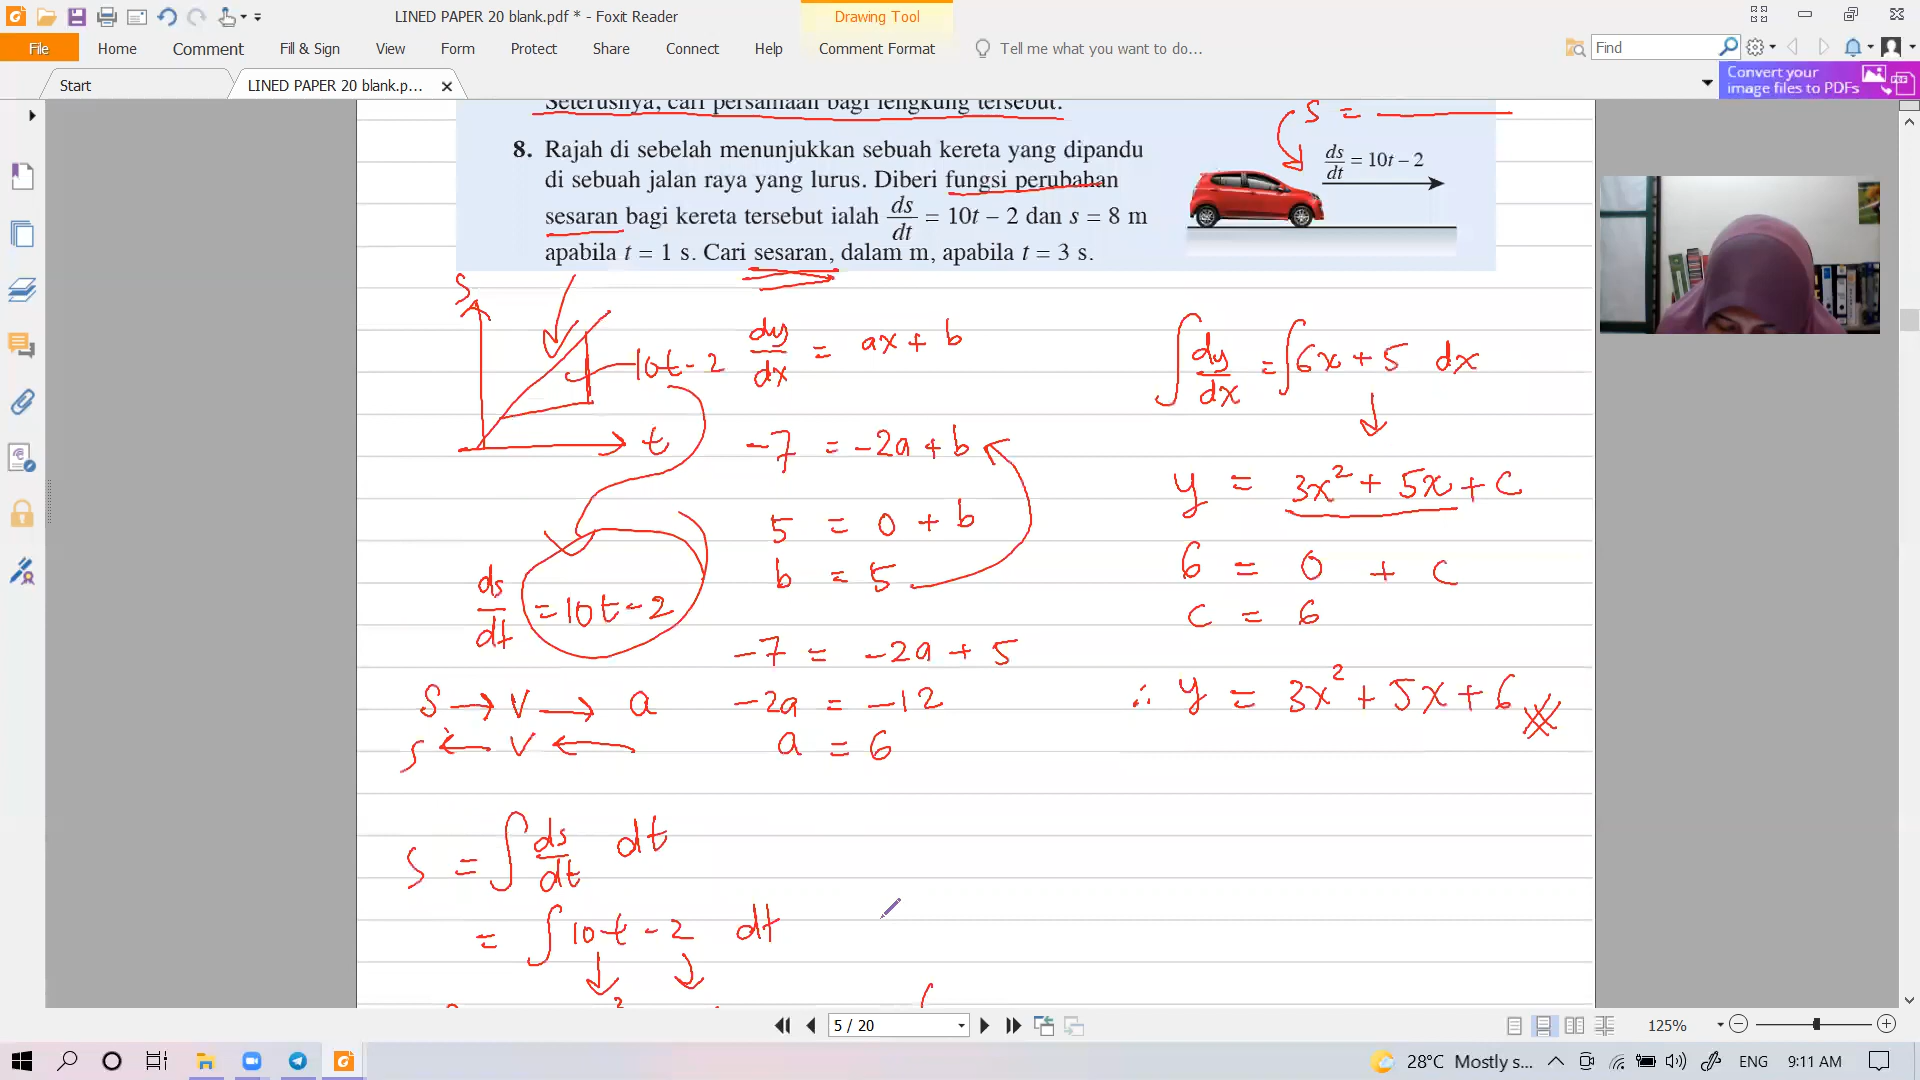 LINED PAPER 20 blank.pdf * - Foxit Reader
Drawing Tool
File Home Comment Fill & Sign View Form Protect Share Connect Help Comment Format Tell me what you want to do... Find
Start LINED PAPER 20 blank.p...
Convert your image files to PDFs
Seterusnya, cari persamaan bagi lengkung tersebut.
s =
8. Rajah di sebelah menunjukkan sebuah kereta yang dipandu
di sebuah jalan raya yang lurus. Diberi fungsi perubahan
sesaran bagi kereta tersebut ialah ds/dt = 10t – 2 dan s = 8 m
apabila t = 1 s. Cari sesaran, dalam m, apabila t = 3 s.
ds/dt = 10t – 2
s
10t - 2
t
ds/dt = 10t - 2
S → V → a
s ← V ←
s = ∫ ds/dt dt
= ∫ 10t - 2 dt
dy/dx = ax + b
-7 = -2a + b
5 = 0 + b
b = 5
-7 = -2a + 5
-2a = -12
a = 6
∫ dy/dx = ∫ 6x + 5 dx
y = 3x² + 5x + c
6 = 0 + c
c = 6
∴ y = 3x² + 5x + 6
5 / 20
125%
28°C Mostly s... ENG 9:11 AM